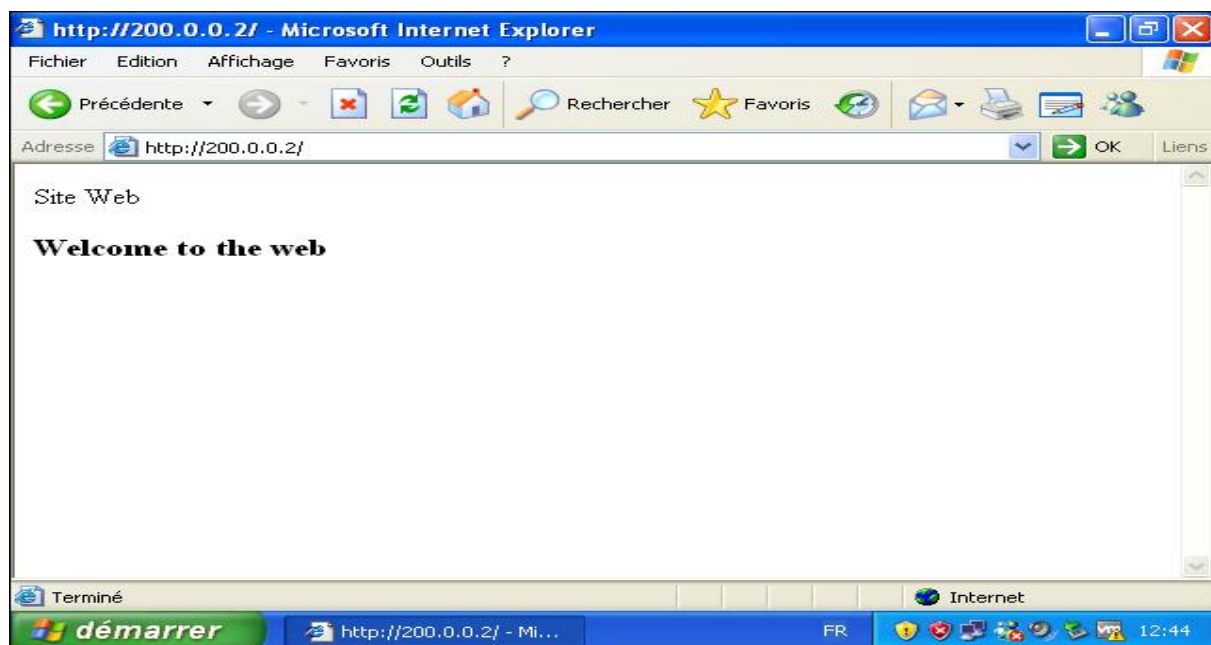 http://200.0.0.2/ - Microsoft Internet Explorer
Fichier Edition Affichage Favoris Outils ?
Précédente Rechercher Favoris
Adresse http://200.0.0.2/ OK Liens
Site Web
Welcome to the web
Terminé Internet
démarrer http://200.0.0.2/ - Mi... FR 12:44